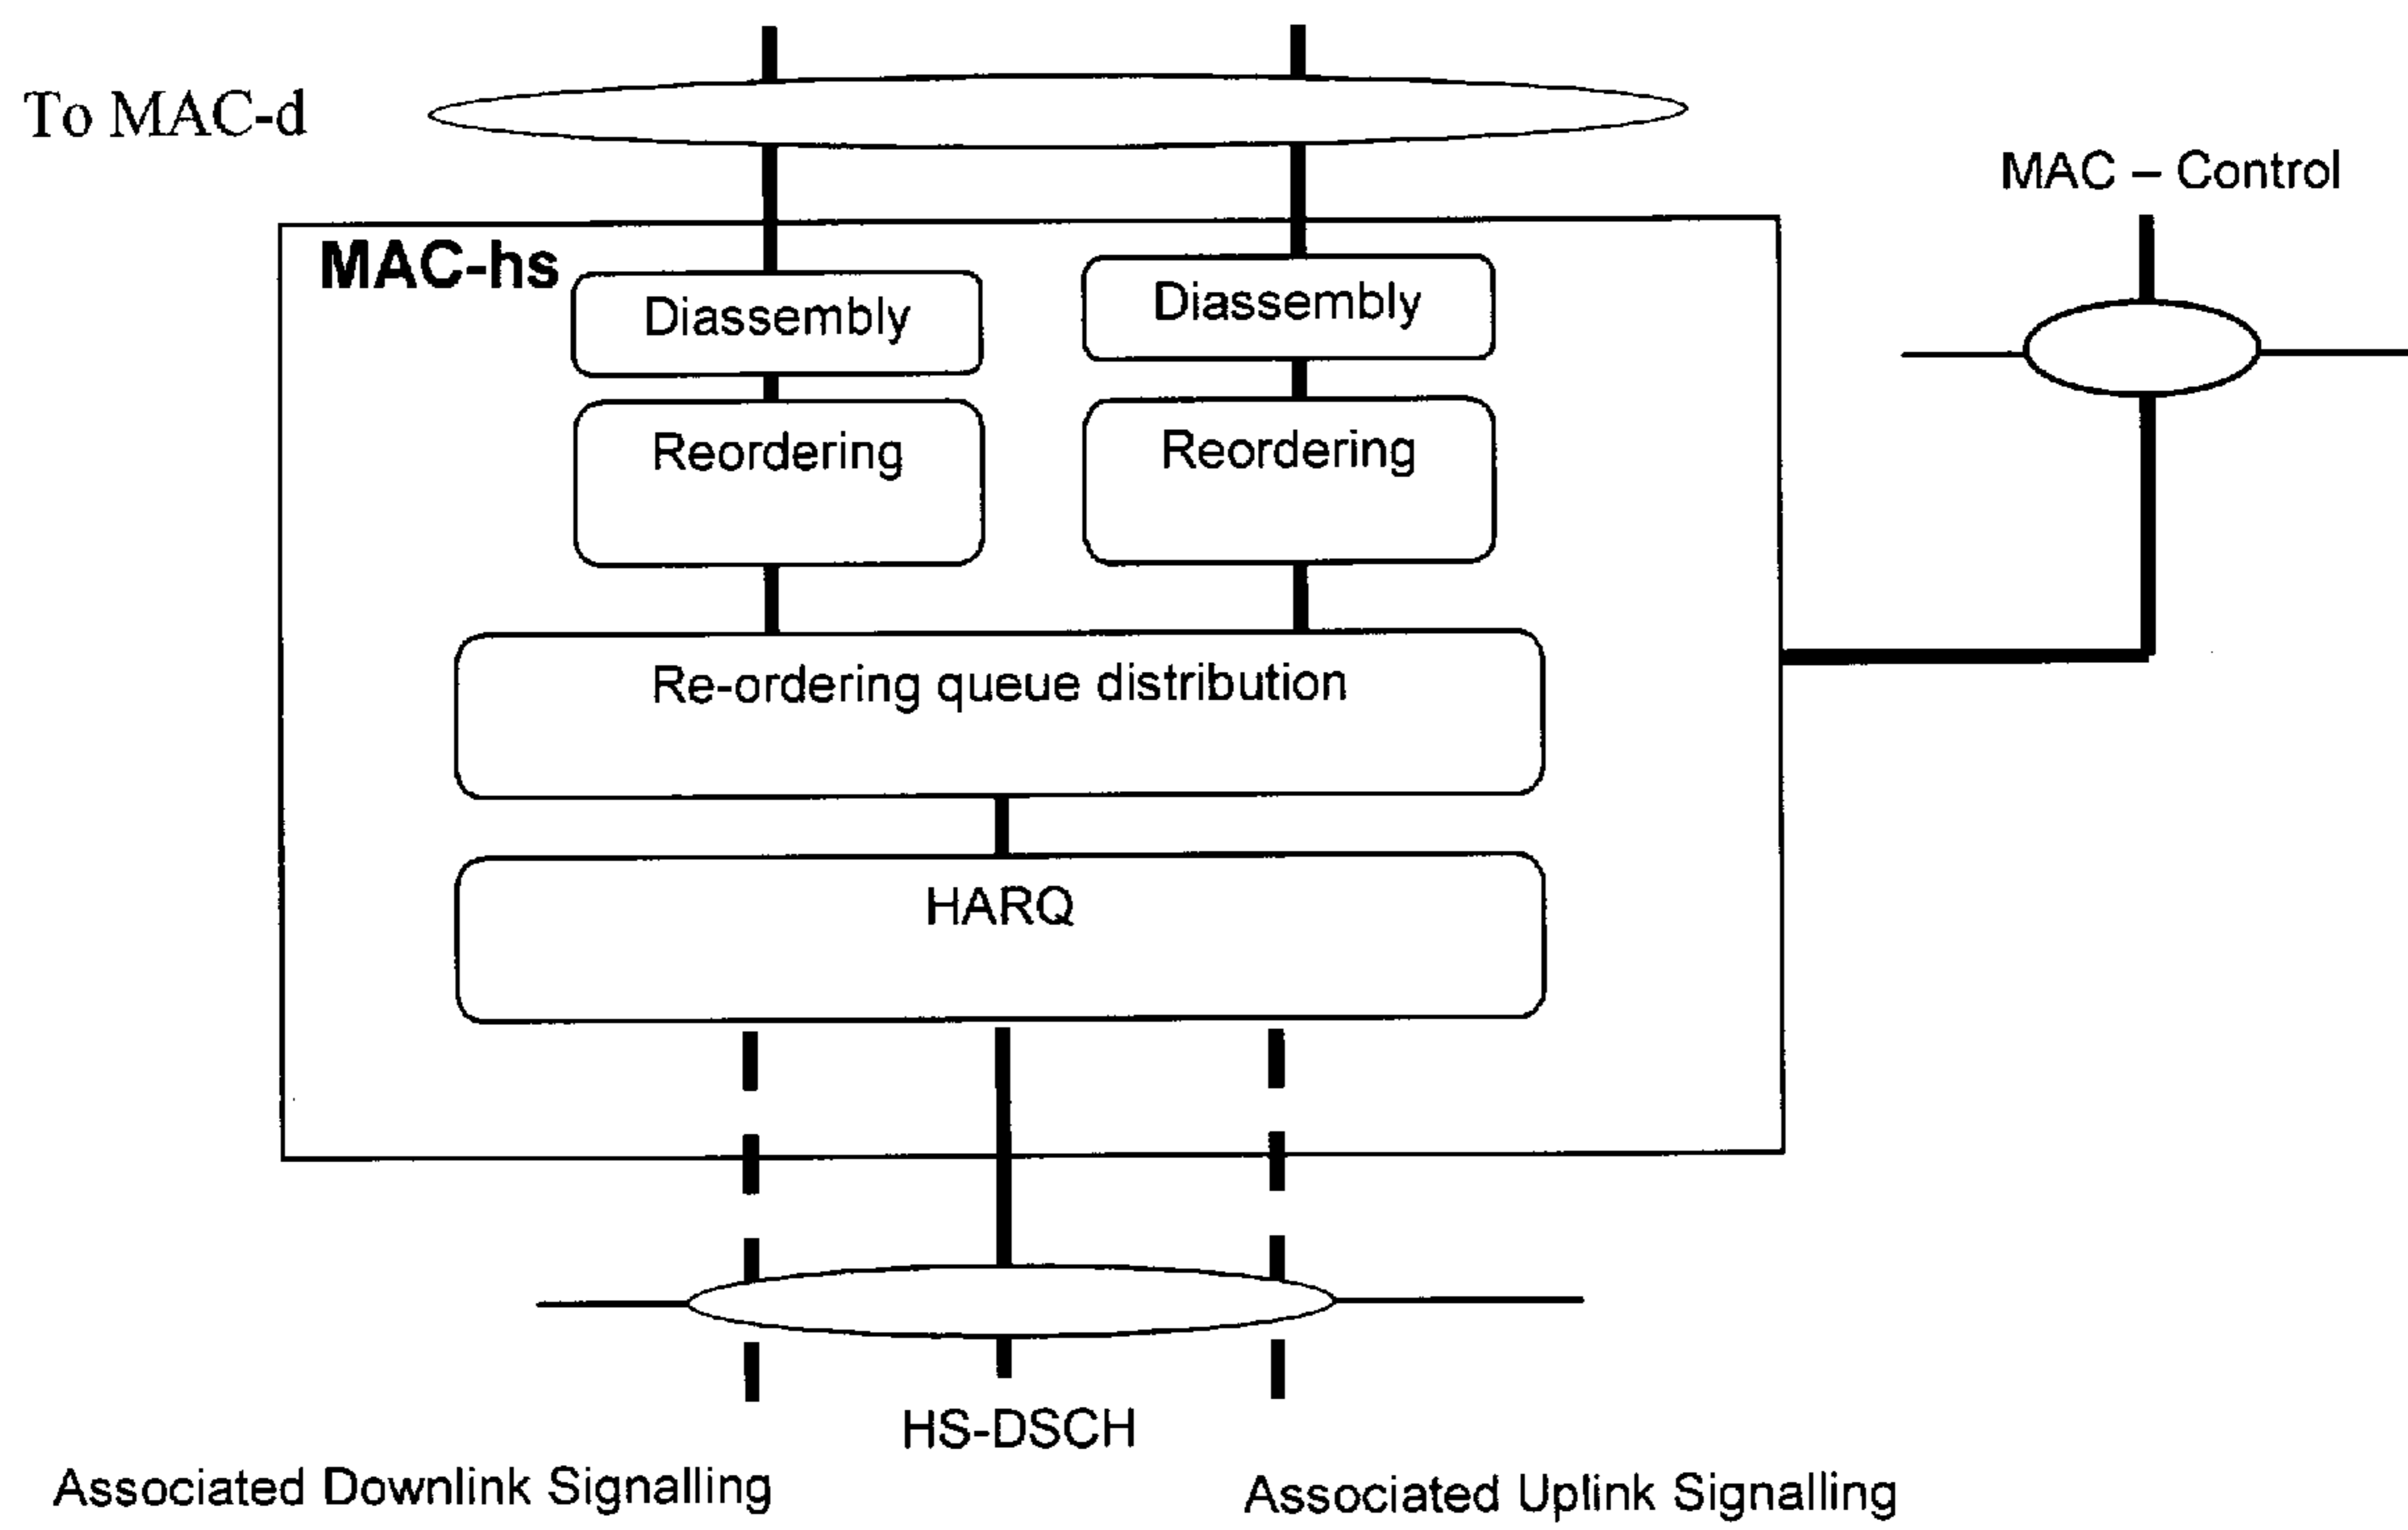 To MAC-d
MAC – Control
MAC-hs
Diassembly
Diassembly
Reordering
Reordering
Re-ordering queue distribution
HARQ
HS-DSCH
Associated Downlink Signalling
Associated Uplink Signalling